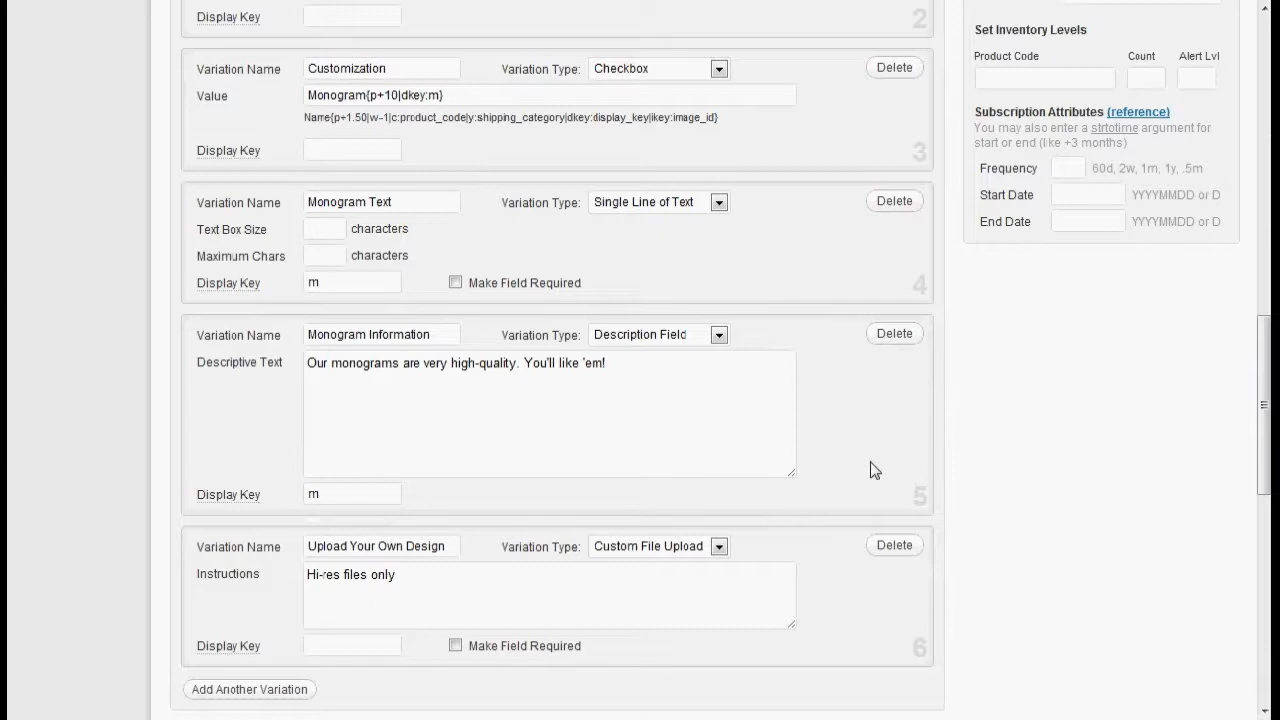 Display Key
2
Variation Name Customization Variation Type: Checkbox Delete
Value Monogram{p+10|dkey:m}
Name{p+1.50|w-1|c:product_code|y:shipping_category|dkey:display_key|ikey:image_id}
Display Key
3
Variation Name Monogram Text Variation Type: Single Line of Text Delete
Text Box Size characters
Maximum Chars characters
Display Key m Make Field Required
4
Variation Name Monogram Information Variation Type: Description Field Delete
Descriptive Text Our monograms are very high-quality. You'll like 'em!
Display Key m
5
Variation Name Upload Your Own Design Variation Type: Custom File Upload Delete
Instructions Hi-res files only
Display Key Make Field Required
6
Add Another Variation
Set Inventory Levels
Product Code Count Alert Lvl
Subscription Attributes (reference)
You may also enter a strtotime argument for
start or end (like +3 months)
Frequency 60d, 2w, 1m, 1y, .5m
Start Date YYYYMMDD or D
End Date YYYYMMDD or D